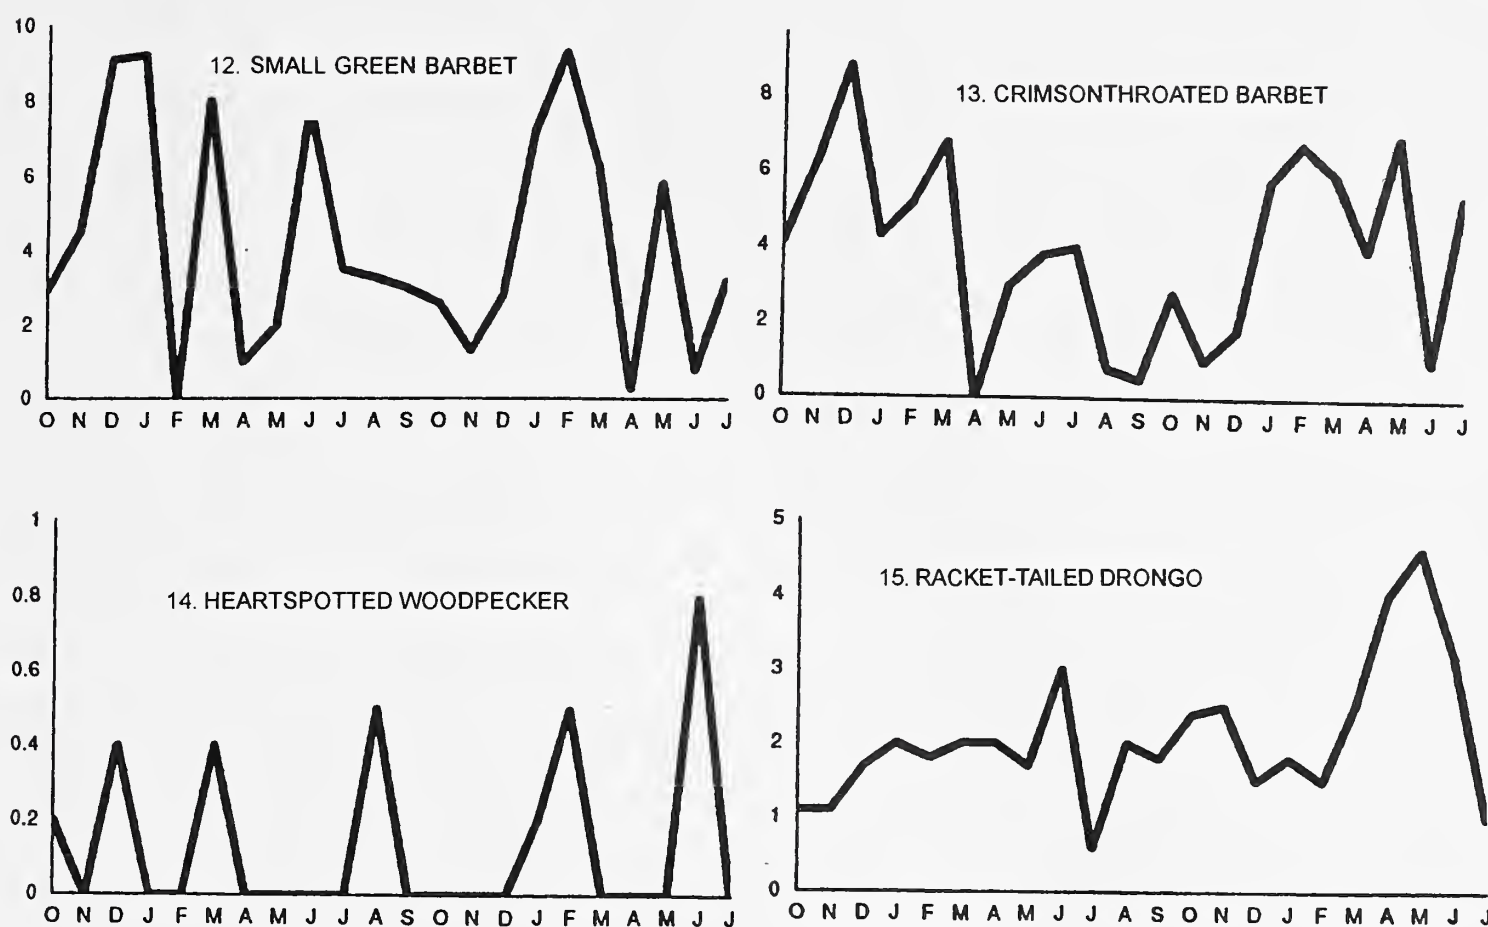 12. SMALL GREEN BARBET
10
8
6
4
2
0
O N D J F M A M J J A S O N D J F M A M J J
13. CRIMSONTHROATED BARBET
8
6
4
2
0
O N D J F M A M J J A S O N D J F M A M J J
14. HEARTSPOTTED WOODPECKER
1
0.8
0.6
0.4
0.2
0
O N D J F M A M J J A S O N D J F M A M J J
15. RACKET-TAILED DRONGO
5
4
3
2
1
0
O N D J F M A M J J A S O N D J F M A M J J